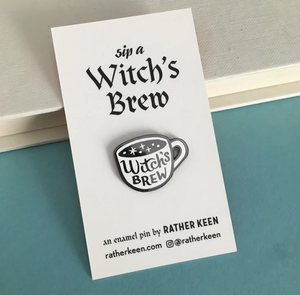 sip a
Witch's
Brew
Witch's
BREW
an enamel pin by RATHER KEEN
ratherkeen.com @ratherkeen